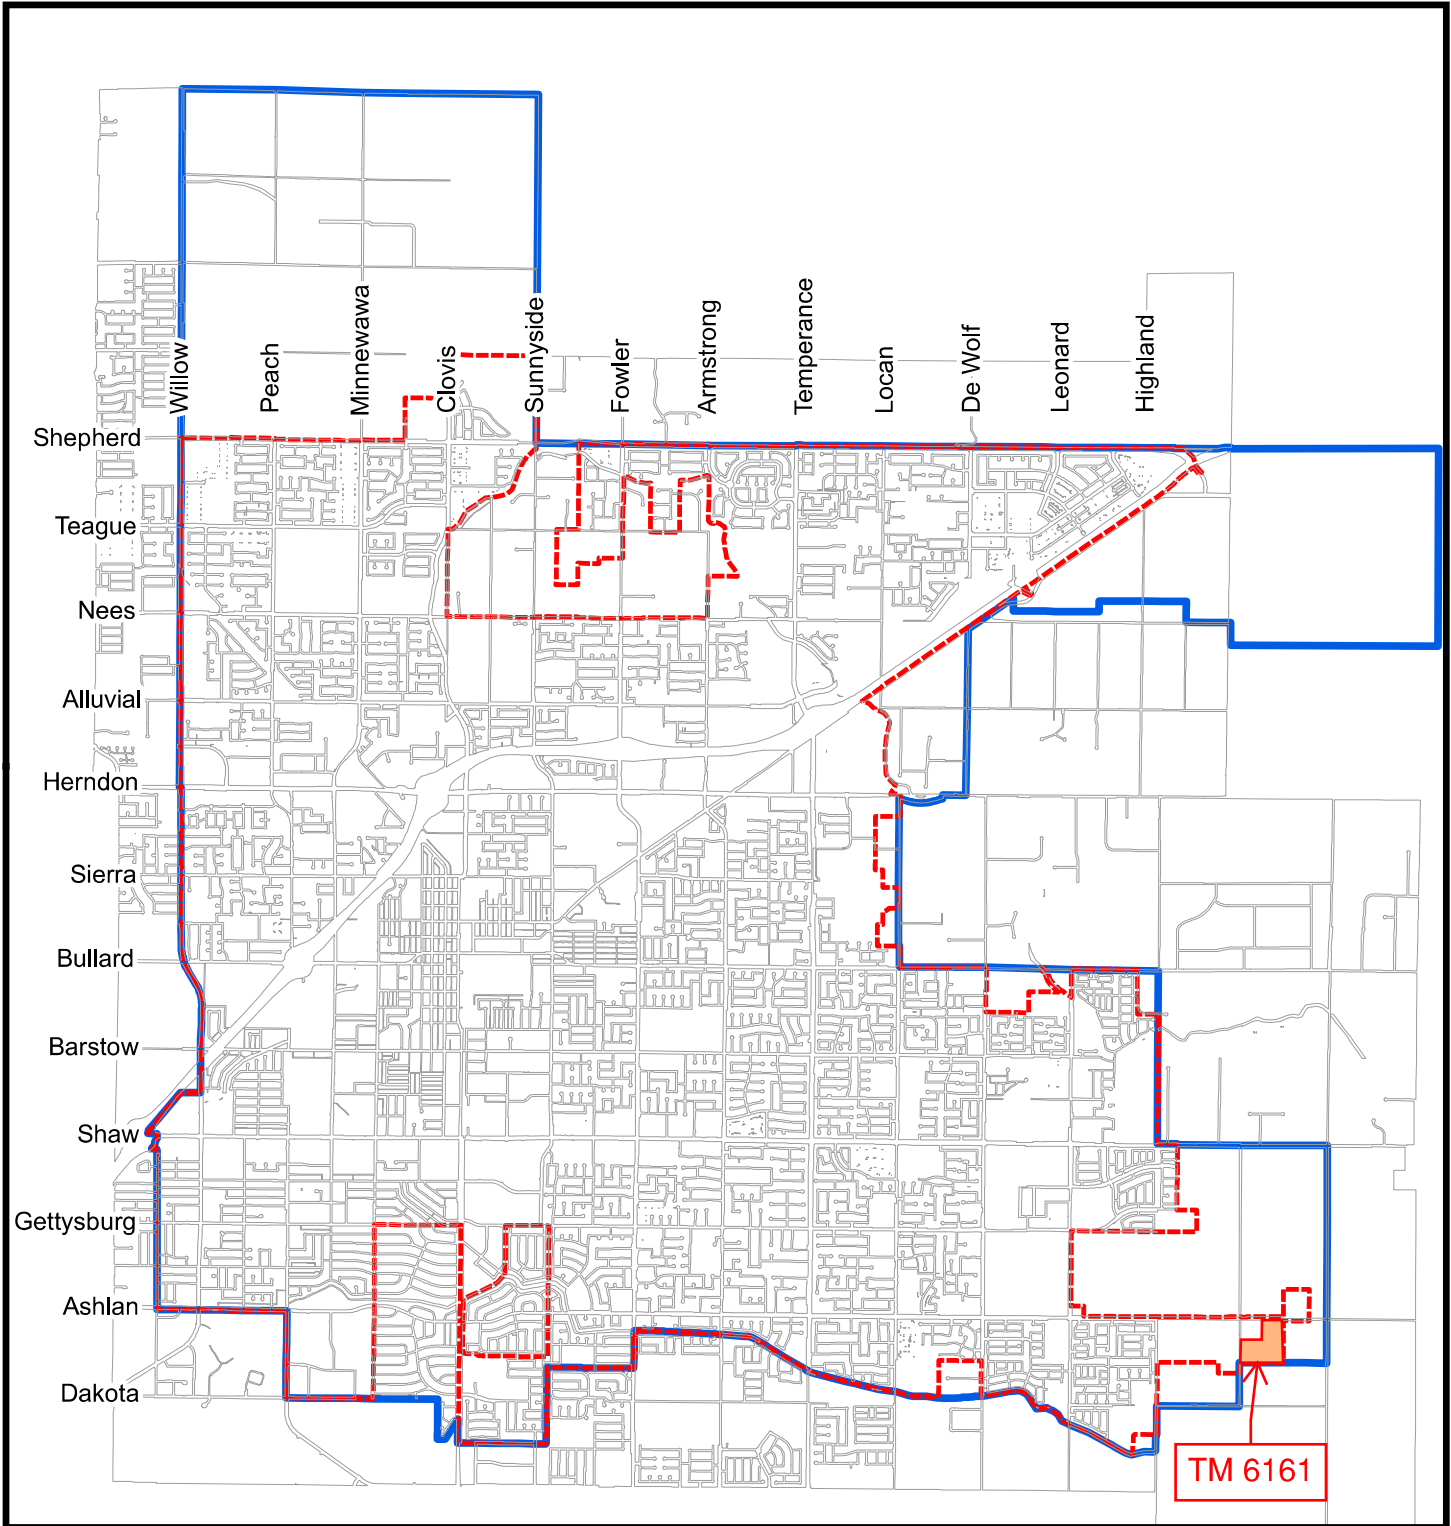 Willow
Peach
Minnewawa
Clovis
Sunnyside
Fowler
Armstrong
Temperance
Locan
De Wolf
Leonard
Highland
Shepherd
Teague
Nees
Alluvial
Herndon
Sierra
Bullard
Barstow
Shaw
Gettysburg
Ashlan
Dakota
TM 6161